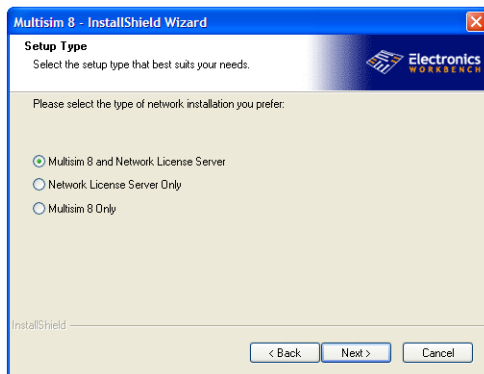 Multisim 8 - InstallShield Wizard
Setup Type
Select the setup type that best suits your needs.
Electronics
WORKBENCH
Please select the type of network installation you prefer:
Multisim 8 and Network License Server
Network License Server Only
Multisim 8 Only
InstallShield
< Back
Next >
Cancel